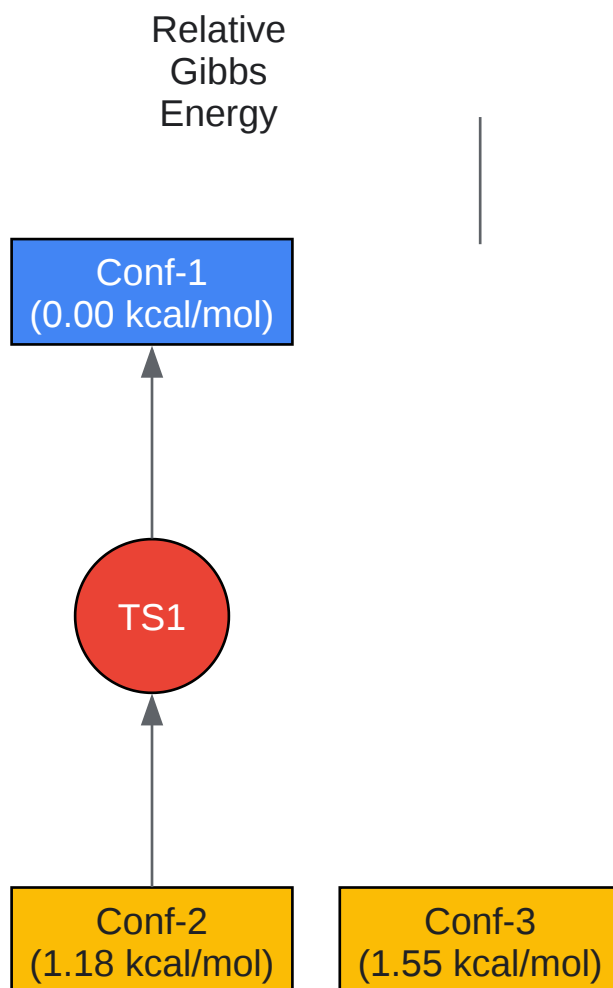 Relative
Gibbs
Energy
Conf-1
(0.00 kcal/mol)
TS1
Conf-2
(1.18 kcal/mol)
Conf-3
(1.55 kcal/mol)